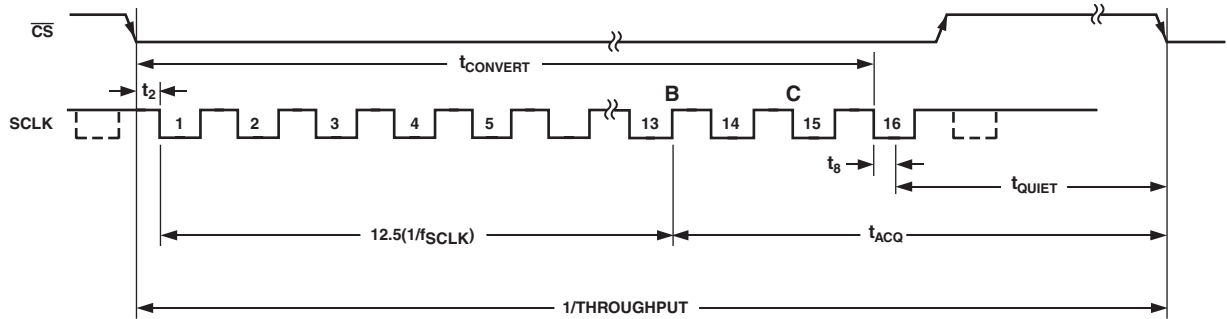 CS
tCONVERT
t2
B
C
SCLK
1 2 3 4 5 13 14 15 16
t8
tQUIET
12.5(1/fSCLK)
tACQ
1/THROUGHPUT